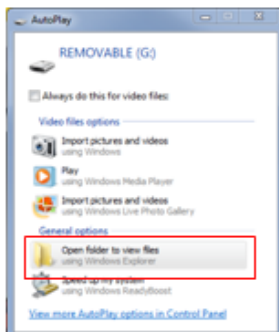 AutoPlay
REMOVABLE (G:)
Always do this for video files:
Video files options
Import pictures and videos
using Windows
Play
using Windows Media Player
Import pictures and videos
using Windows Live Photo Gallery
General options
Open folder to view files
using Windows Explorer
Speed up my system
using Windows ReadyBoost
View more AutoPlay options in Control Panel